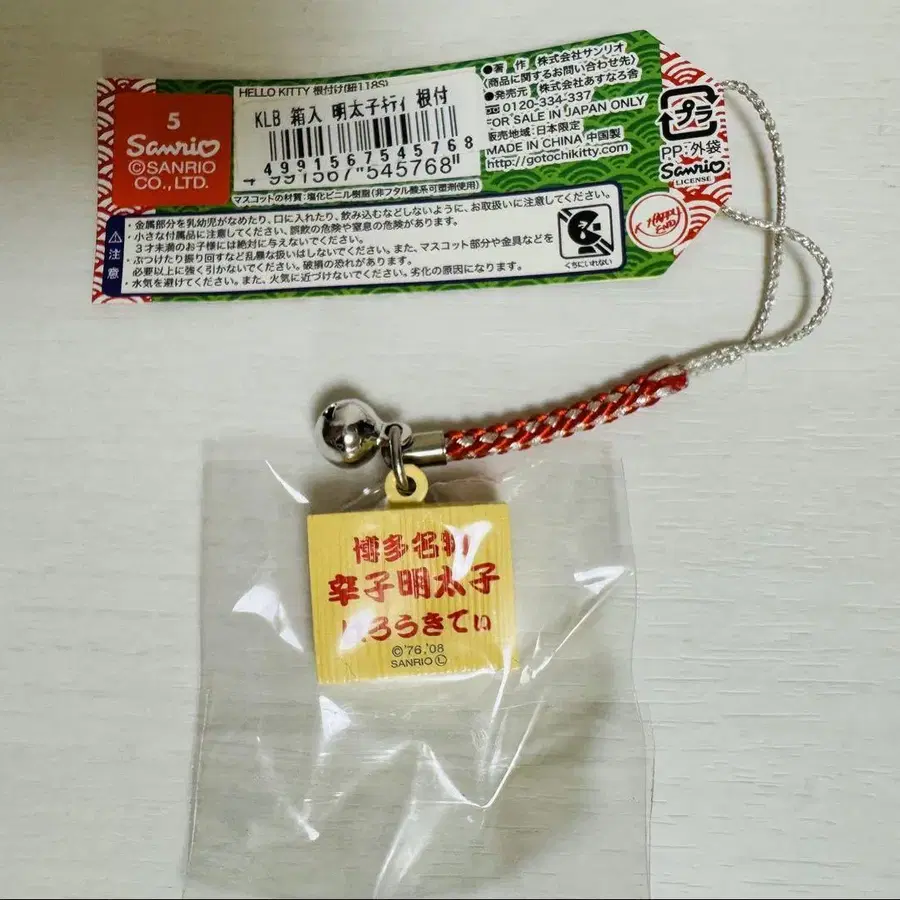 5
Sanrio
©SANRIO
CO., LTD.
HELLO KITTY 根付け(紐118S)
KLB 箱入 明太子ｷﾃｨ 根付
4991567545768
4"991567"545768"
マスコットの材質:塩化ビニル樹脂(非フタル酸系可塑剤使用)
●著 作 株式会社サンリオ
(商品に関するお問い合わせ先)
●発売元 株式会社あすなろ舎
0120-334-337
FOR SALE IN JAPAN ONLY
販売地域:日本限定
MADE IN CHINA 中国製
http://gotochikitty.com
プラ
PP:外袋
Sanrio
LICENSE
注意
・金属部分を乳幼児がなめたり、口に入れたり、飲み込むなどしないように、お取扱いに注意してください。
・小さな付属品に注意してください。誤飲の危険や窒息の危険があります。
3才未満のお子様には絶対に与えないでください。
・ぶつけたり振り回すなど乱暴な扱いはしないでください。また、マスコット部分や金具などを
必要以上に強く引かないでください。破損の恐れがあります。
・水気を避けてください。また、火気に近づけないでください。劣化の原因になります。
くちにいれない
博多名物
辛子明太子
はろうきてぃ
©'76,'08
SANRIO Ⓛ